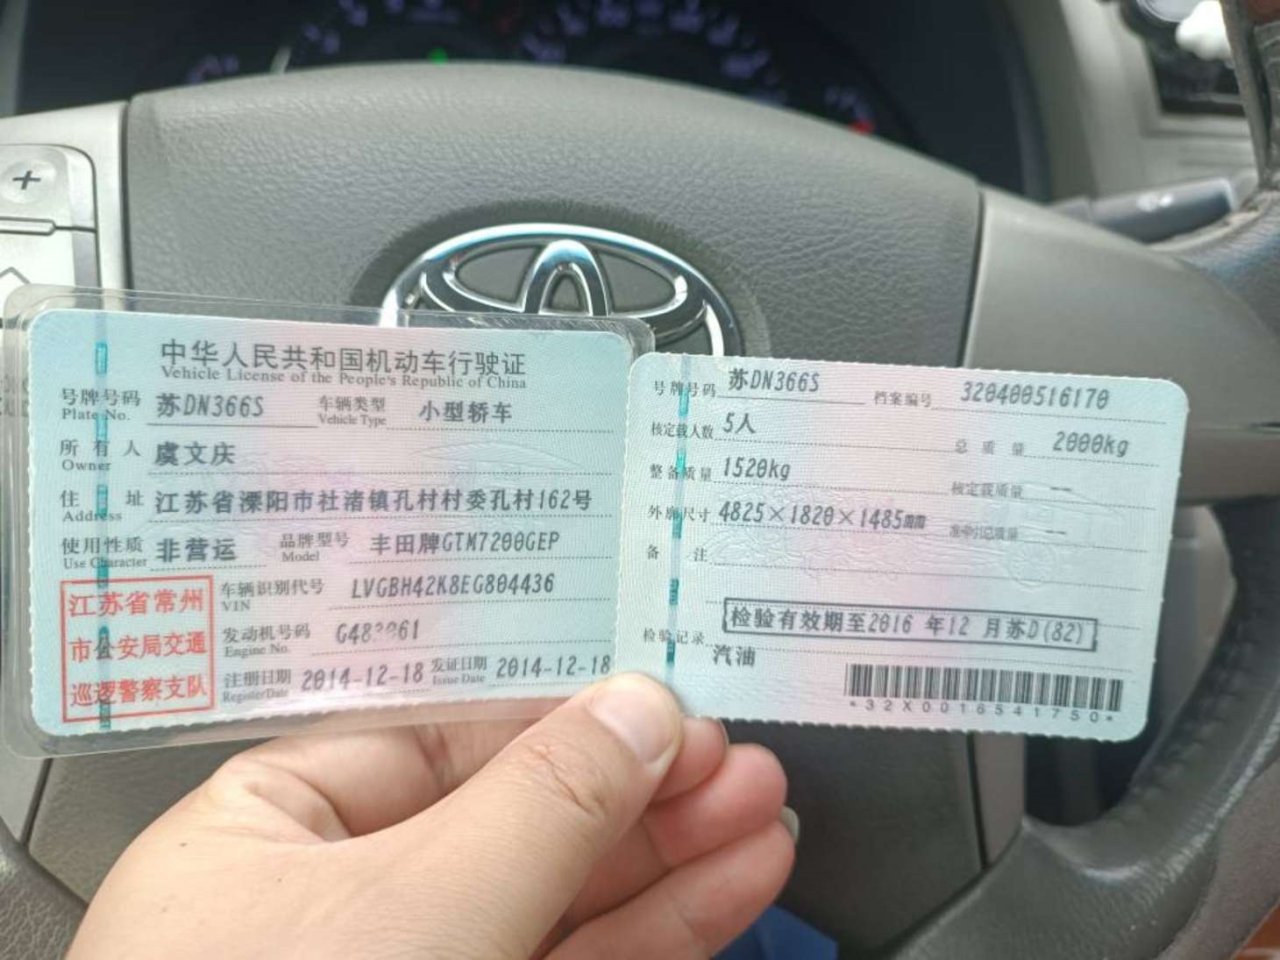 中华人民共和国机动车行驶证
Vehicle License of the People's Republic of China
号牌号码 苏DN366S 车辆类型 小型轿车
Plate No. Vehicle Type
所有人 虞文庆
Owner
住址 江苏省溧阳市社渚镇孔村村委孔村162号
Address
使用性质 非营运 品牌型号 丰田牌GTM7200GEP
Use Character Model
江苏省常州
市公安局交通
巡逻警察支队
车辆识别代号 LVGBH42K8EG804436
VIN
发动机号码
Engine No.
注册日期 2014-12-18 发证日期 2014-12-18
Register Date Issue Date
号牌号码 苏DN366S 档案编号 320400516170
核定载人数 5人 总质量 2000kg
整备质量 1520kg 核定载质量 --
外廓尺寸 4825×1820×1485mm 准牵引总质量 --
备注
检验记录 检验有效期至2016 年12 月苏D(82)
汽油
*32X0016541750*